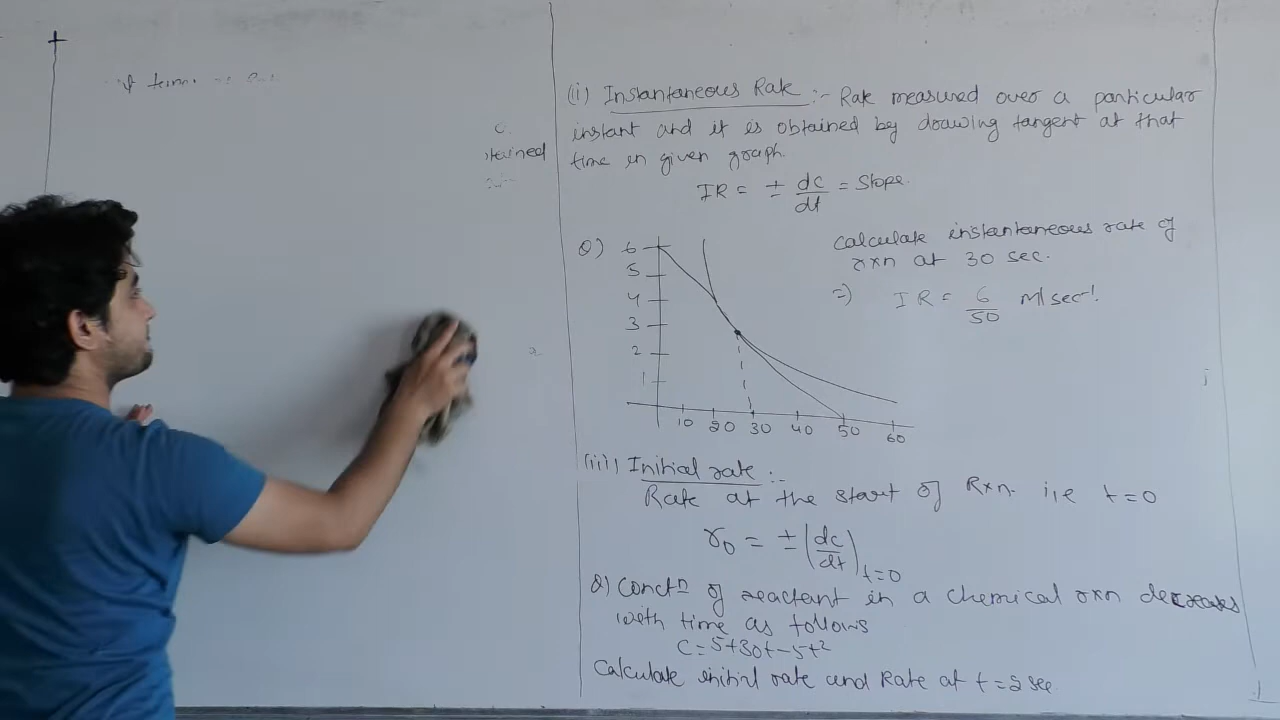 (ii) Instantaneous Rate :- Rate measured over a particular
instant and it is obtained by drawing tangent at that
time in given graph.
IR = ± dc/dt = Slope.
tained
Q) 6
5
4
3
2
1
10 20 30 40 50 60
Calculate instantaneous rate of
rxn at 30 sec.
=) IR = 6/50 M/sec⁻¹.
(iii) Initial rate :-
Rate at the start of Rxn. i,e t=0
r₀ = ± (dc/dt)t=0
Q) Conctⁿ of reactant in a chemical rxn decreases
with time as follows
C=5+30t-5t²
Calculate initial rate and Rate at t=2 sec.